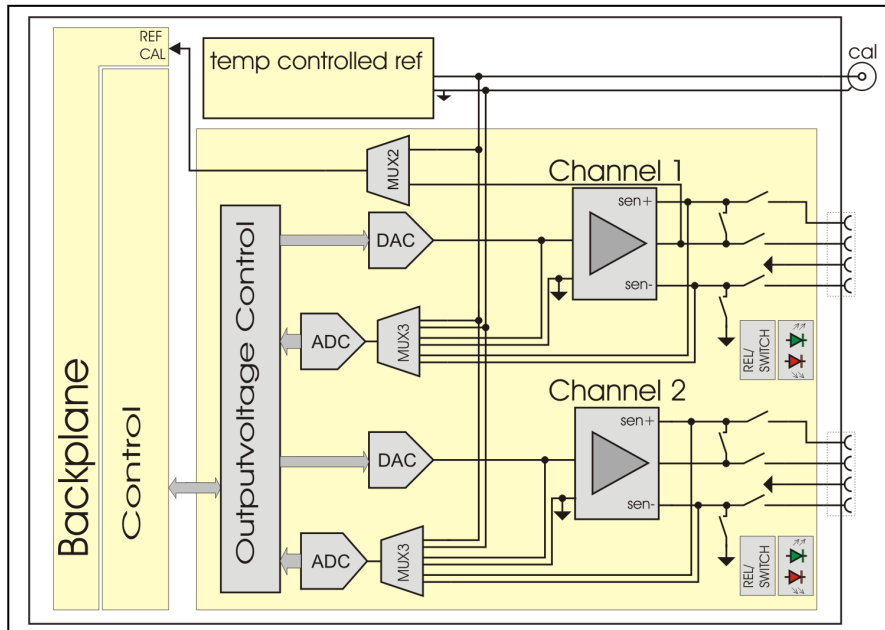 REF
CAL
temp controlled ref
cal
MUX2
Channel 1
sen+
DAC
sen-
ADC
MUX3
REL/
SWITCH
Outputvoltage Control
Backplane
Control
Channel 2
sen+
DAC
sen-
ADC
MUX3
REL/
SWITCH